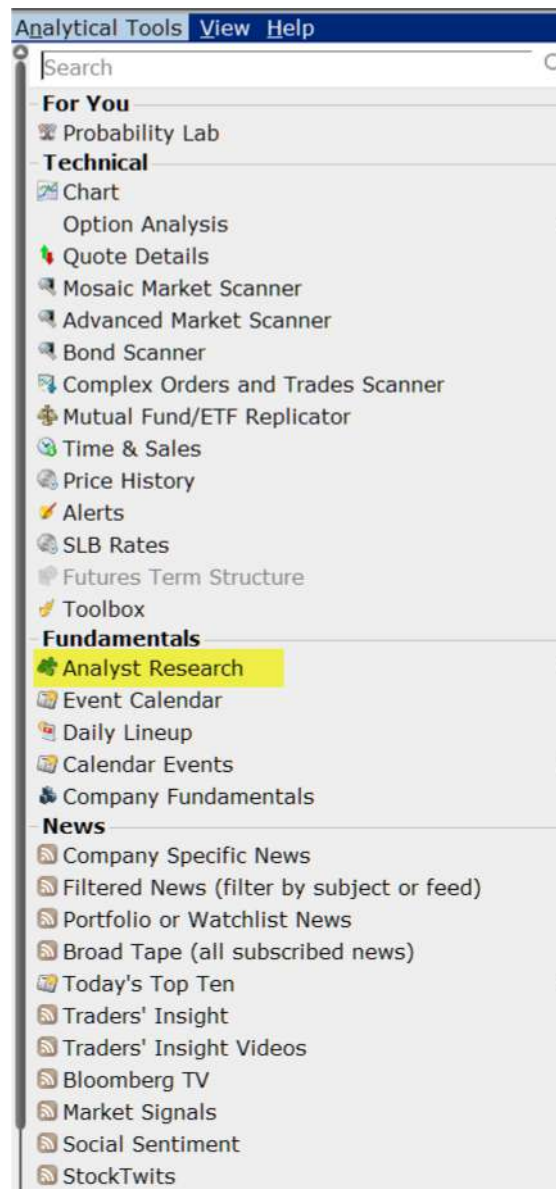 Analytical Tools View Help
Search
For You
Probability Lab
Technical
Chart
Option Analysis
Quote Details
Mosaic Market Scanner
Advanced Market Scanner
Bond Scanner
Complex Orders and Trades Scanner
Mutual Fund/ETF Replicator
Time & Sales
Price History
Alerts
SLB Rates
Futures Term Structure
Toolbox
Fundamentals
Analyst Research
Event Calendar
Daily Lineup
Calendar Events
Company Fundamentals
News
Company Specific News
Filtered News (filter by subject or feed)
Portfolio or Watchlist News
Broad Tape (all subscribed news)
Today's Top Ten
Traders' Insight
Traders' Insight Videos
Bloomberg TV
Market Signals
Social Sentiment
StockTwits